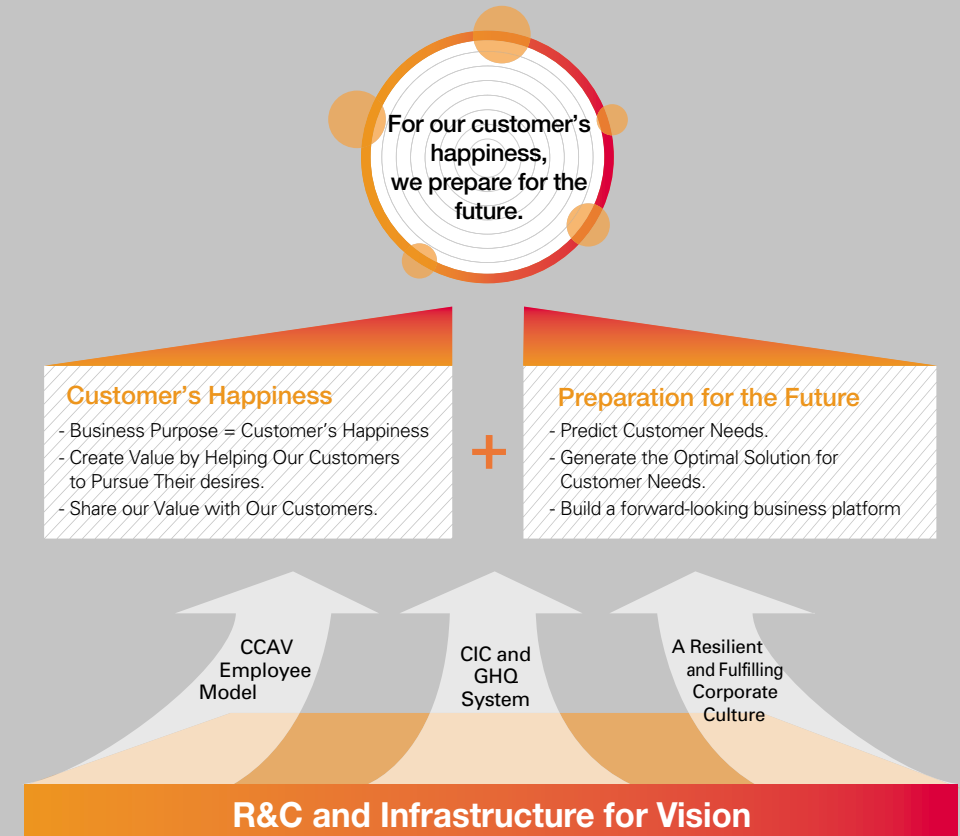 For our customer's
happiness,
we prepare for the
future.
Customer's Happiness
- Business Purpose = Customer's Happiness
- Create Value by Helping Our Customers
to Pursue Their desires.
- Share our Value with Our Customers.
+
Preparation for the Future
- Predict Customer Needs.
- Generate the Optimal Solution for
Customer Needs.
- Build a forward-looking business platform
CCAV
Employee
Model
CIC and
GHQ
System
A Resilient
and Fulfilling
Corporate
Culture
R&C and Infrastructure for Vision